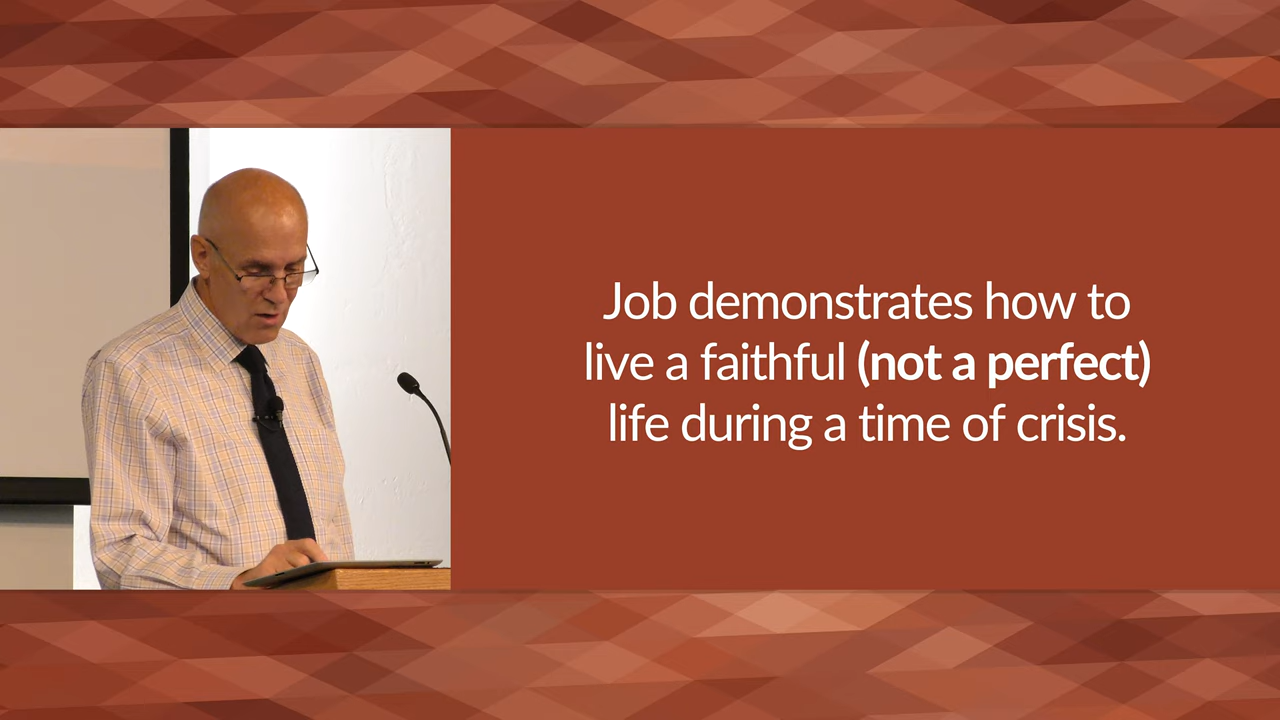 Job demonstrates how to
live a faithful (not a perfect)
life during a time of crisis.